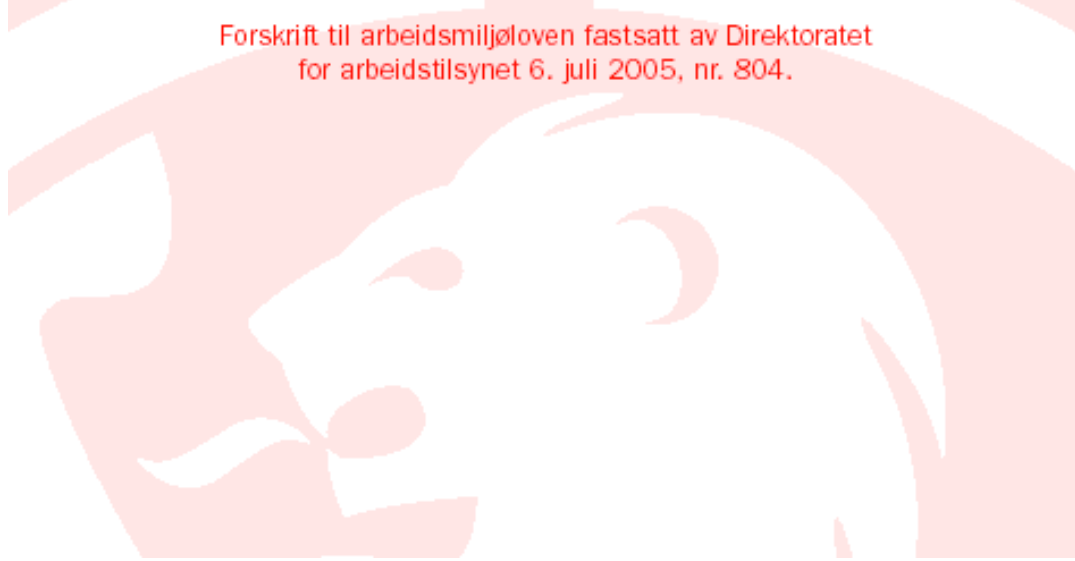 Forskrift til arbeidsmiljøloven fastsatt av Direktoratet
for arbeidstilsynet 6. juli 2005, nr. 804.